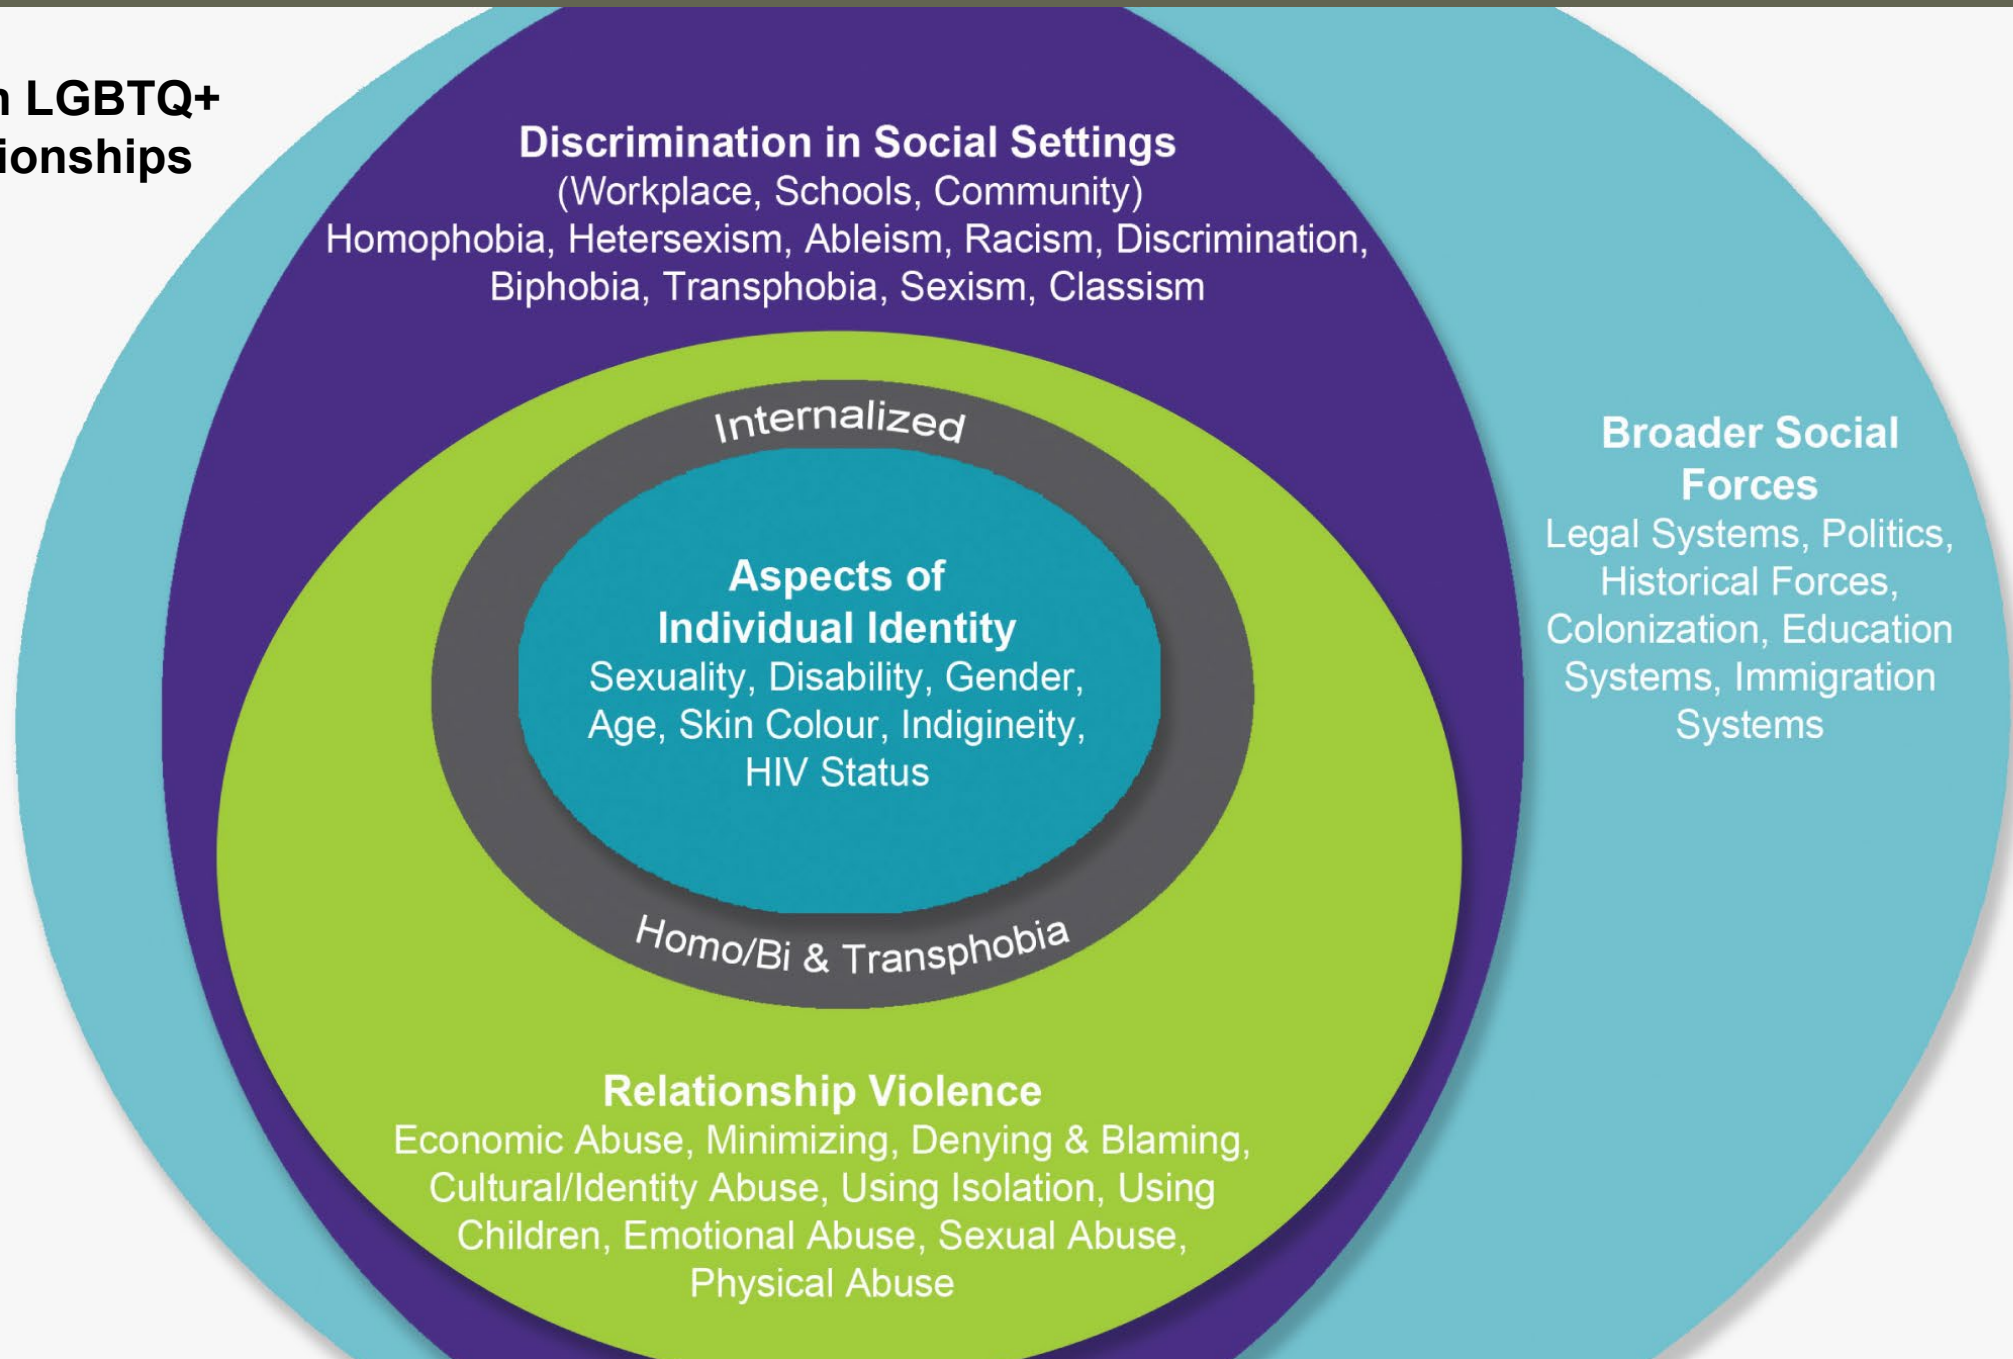 n LGBTQ+
ionships
Discrimination in Social Settings
(Workplace, Schools, Community)
Homophobia, Hetersexism, Ableism, Racism, Discrimination,
Biphobia, Transphobia, Sexism, Classism
Internalized
Aspects of
Individual Identity
Sexuality, Disability, Gender,
Age, Skin Colour, Indigineity,
HIV Status
Homo/Bi & Transphobia
Relationship Violence
Economic Abuse, Minimizing, Denying & Blaming,
Cultural/Identity Abuse, Using Isolation, Using
Children, Emotional Abuse, Sexual Abuse,
Physical Abuse
Broader Social
Forces
Legal Systems, Politics,
Historical Forces,
Colonization, Education
Systems, Immigration
Systems